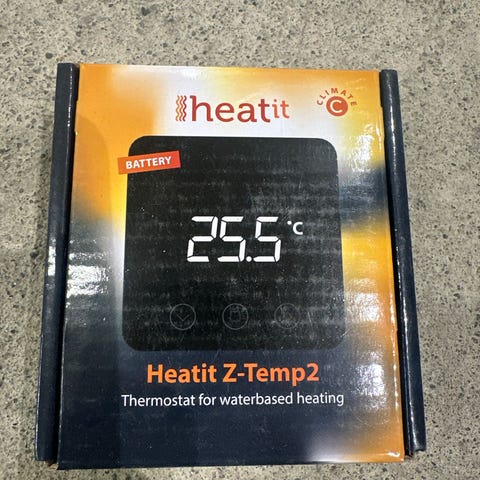 heatit
CLIMATE
C
BATTERY
25.5 °C
Heatit Z-Temp2
Thermostat for waterbased heating